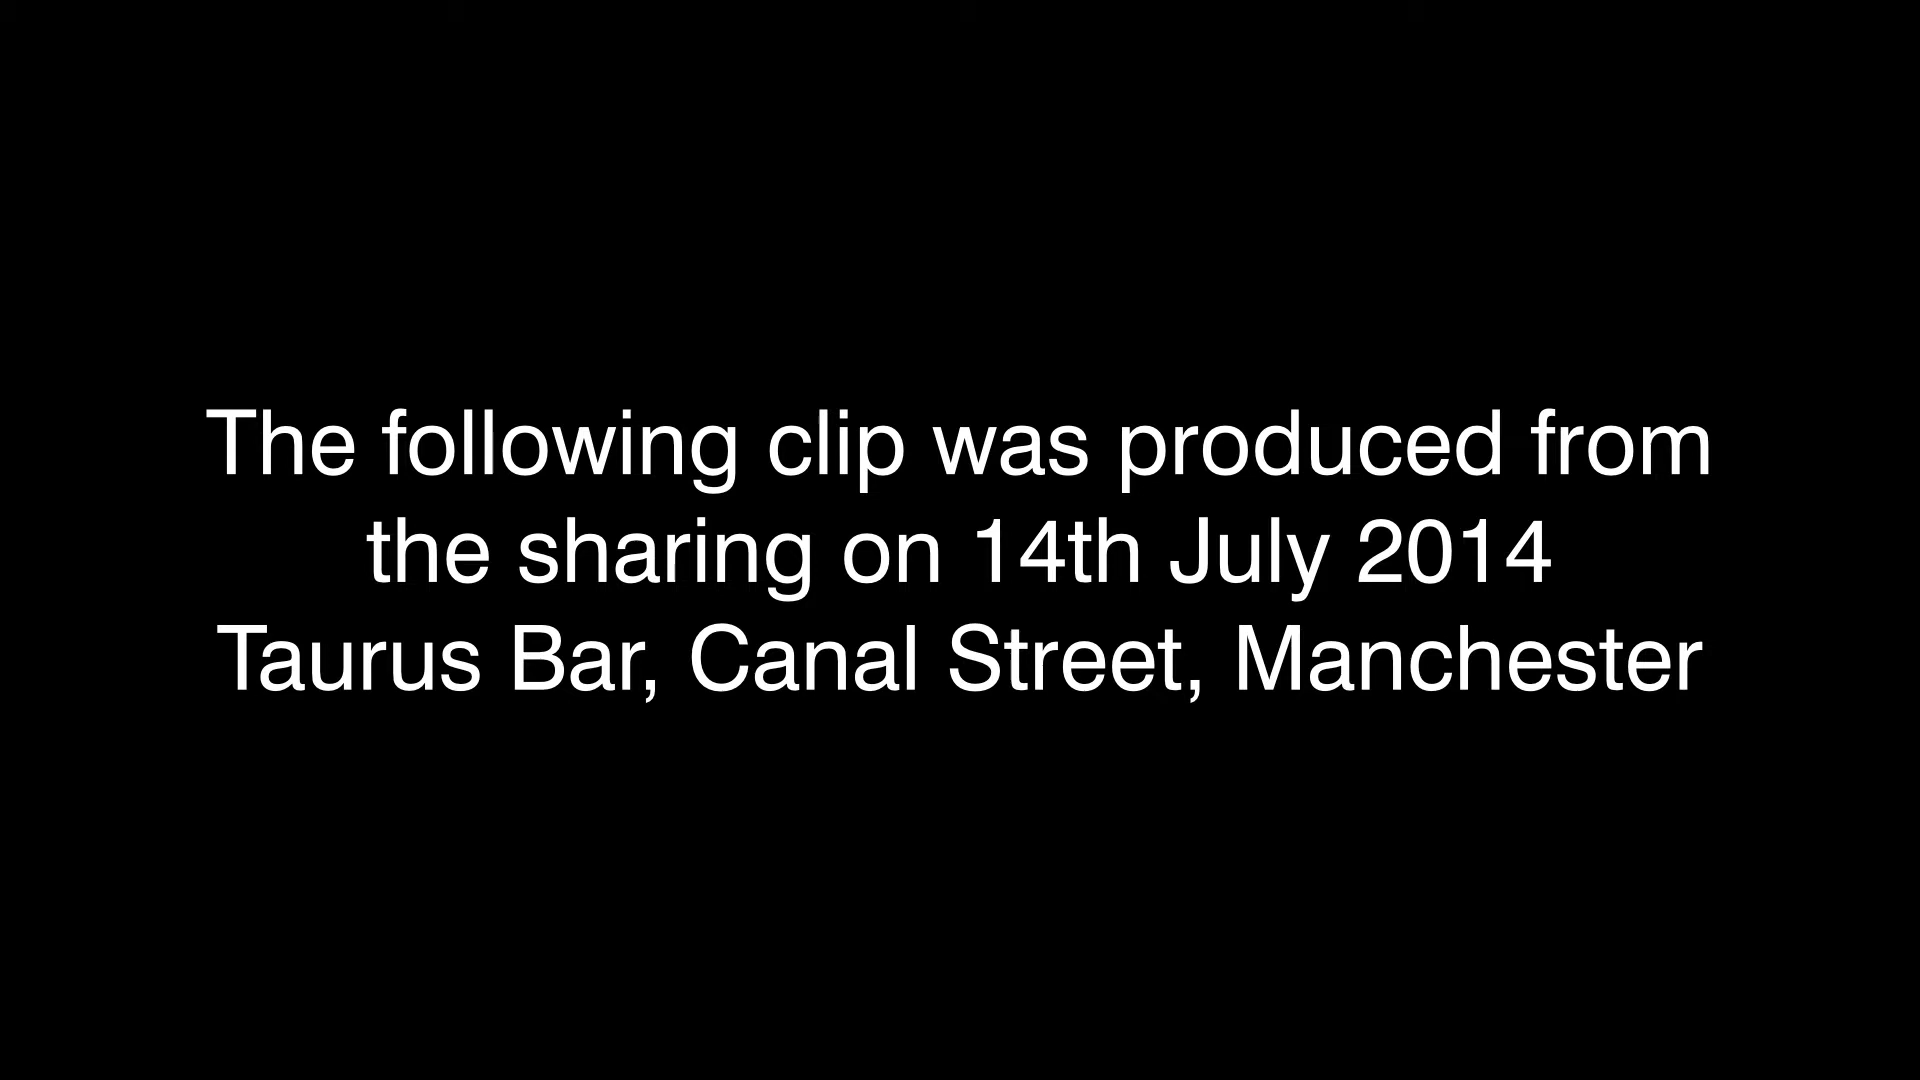 The following clip was produced from
the sharing on 14th July 2014
Taurus Bar, Canal Street, Manchester